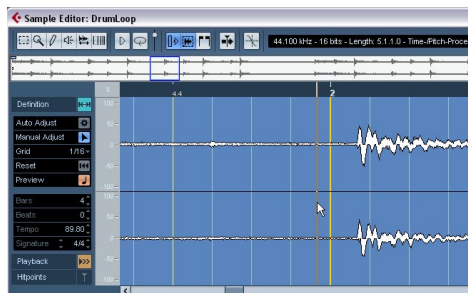 Sample Editor: DrumLoop
44.100 kHz - 16 bits - Length: 5.1.1.0 - Time-/Pitch-Proce
%
4.4
2
Definition
100
Auto Adjust
50
Manual Adjust
Grid 1/16
Reset
-50
Preview
-100
100
Bars 4
Beats 0
50
Tempo 89.80
Signature 4/4
Playback
-50
Hitpoints
-100